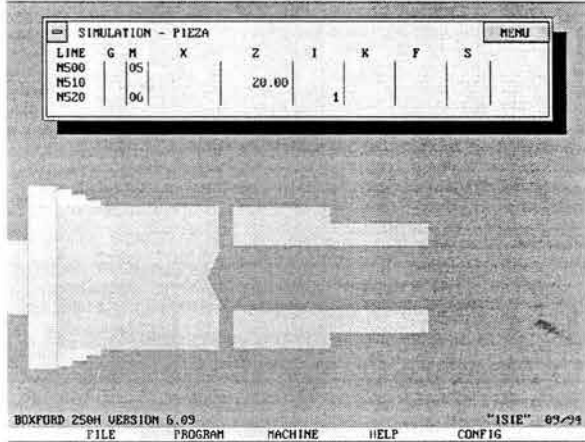 SIMULATION - PIEZA MENU
LINE G M X Z I K F S
N500 05
N510 20.00
N520 06 1
BOXFORD 250H VERSION 6.09 "ISIE" 09/94
FILE PROGRAM MACHINE HELP CONFIG